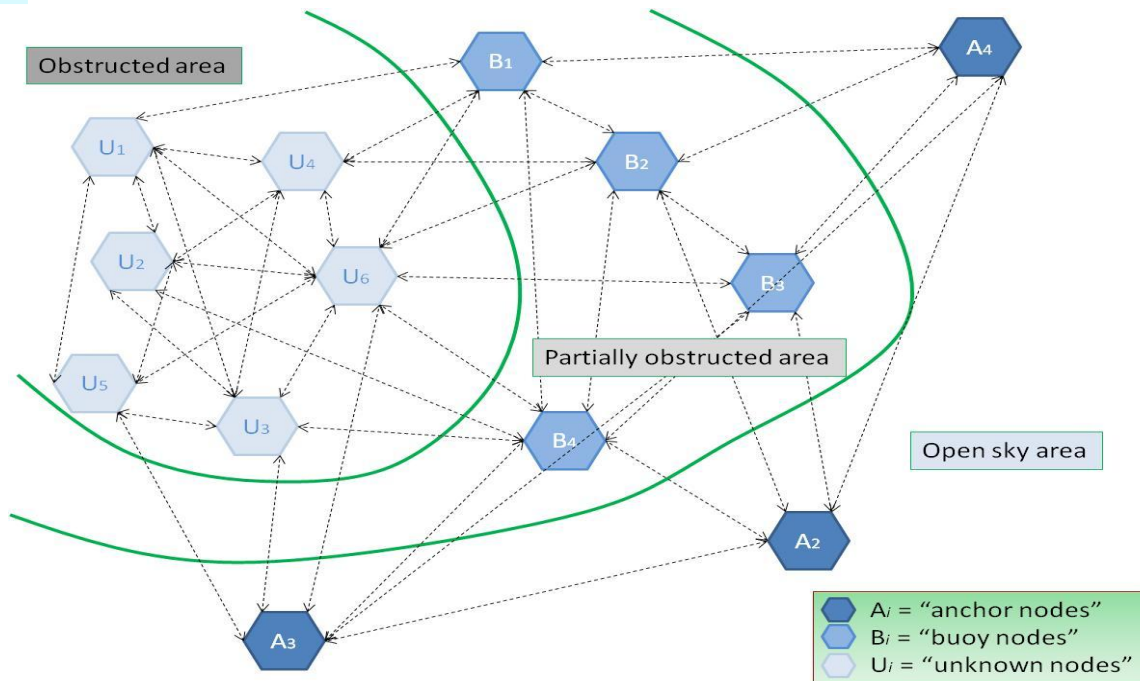 A4
B1
Obstructed area
U1
U4
B2
U2
U6
B3
Partially obstructed area
U5
U3
B4
Open sky area
A2
Ai = “anchor nodes”
A3
Bi = “buoy nodes”
Ui = “unknown nodes”